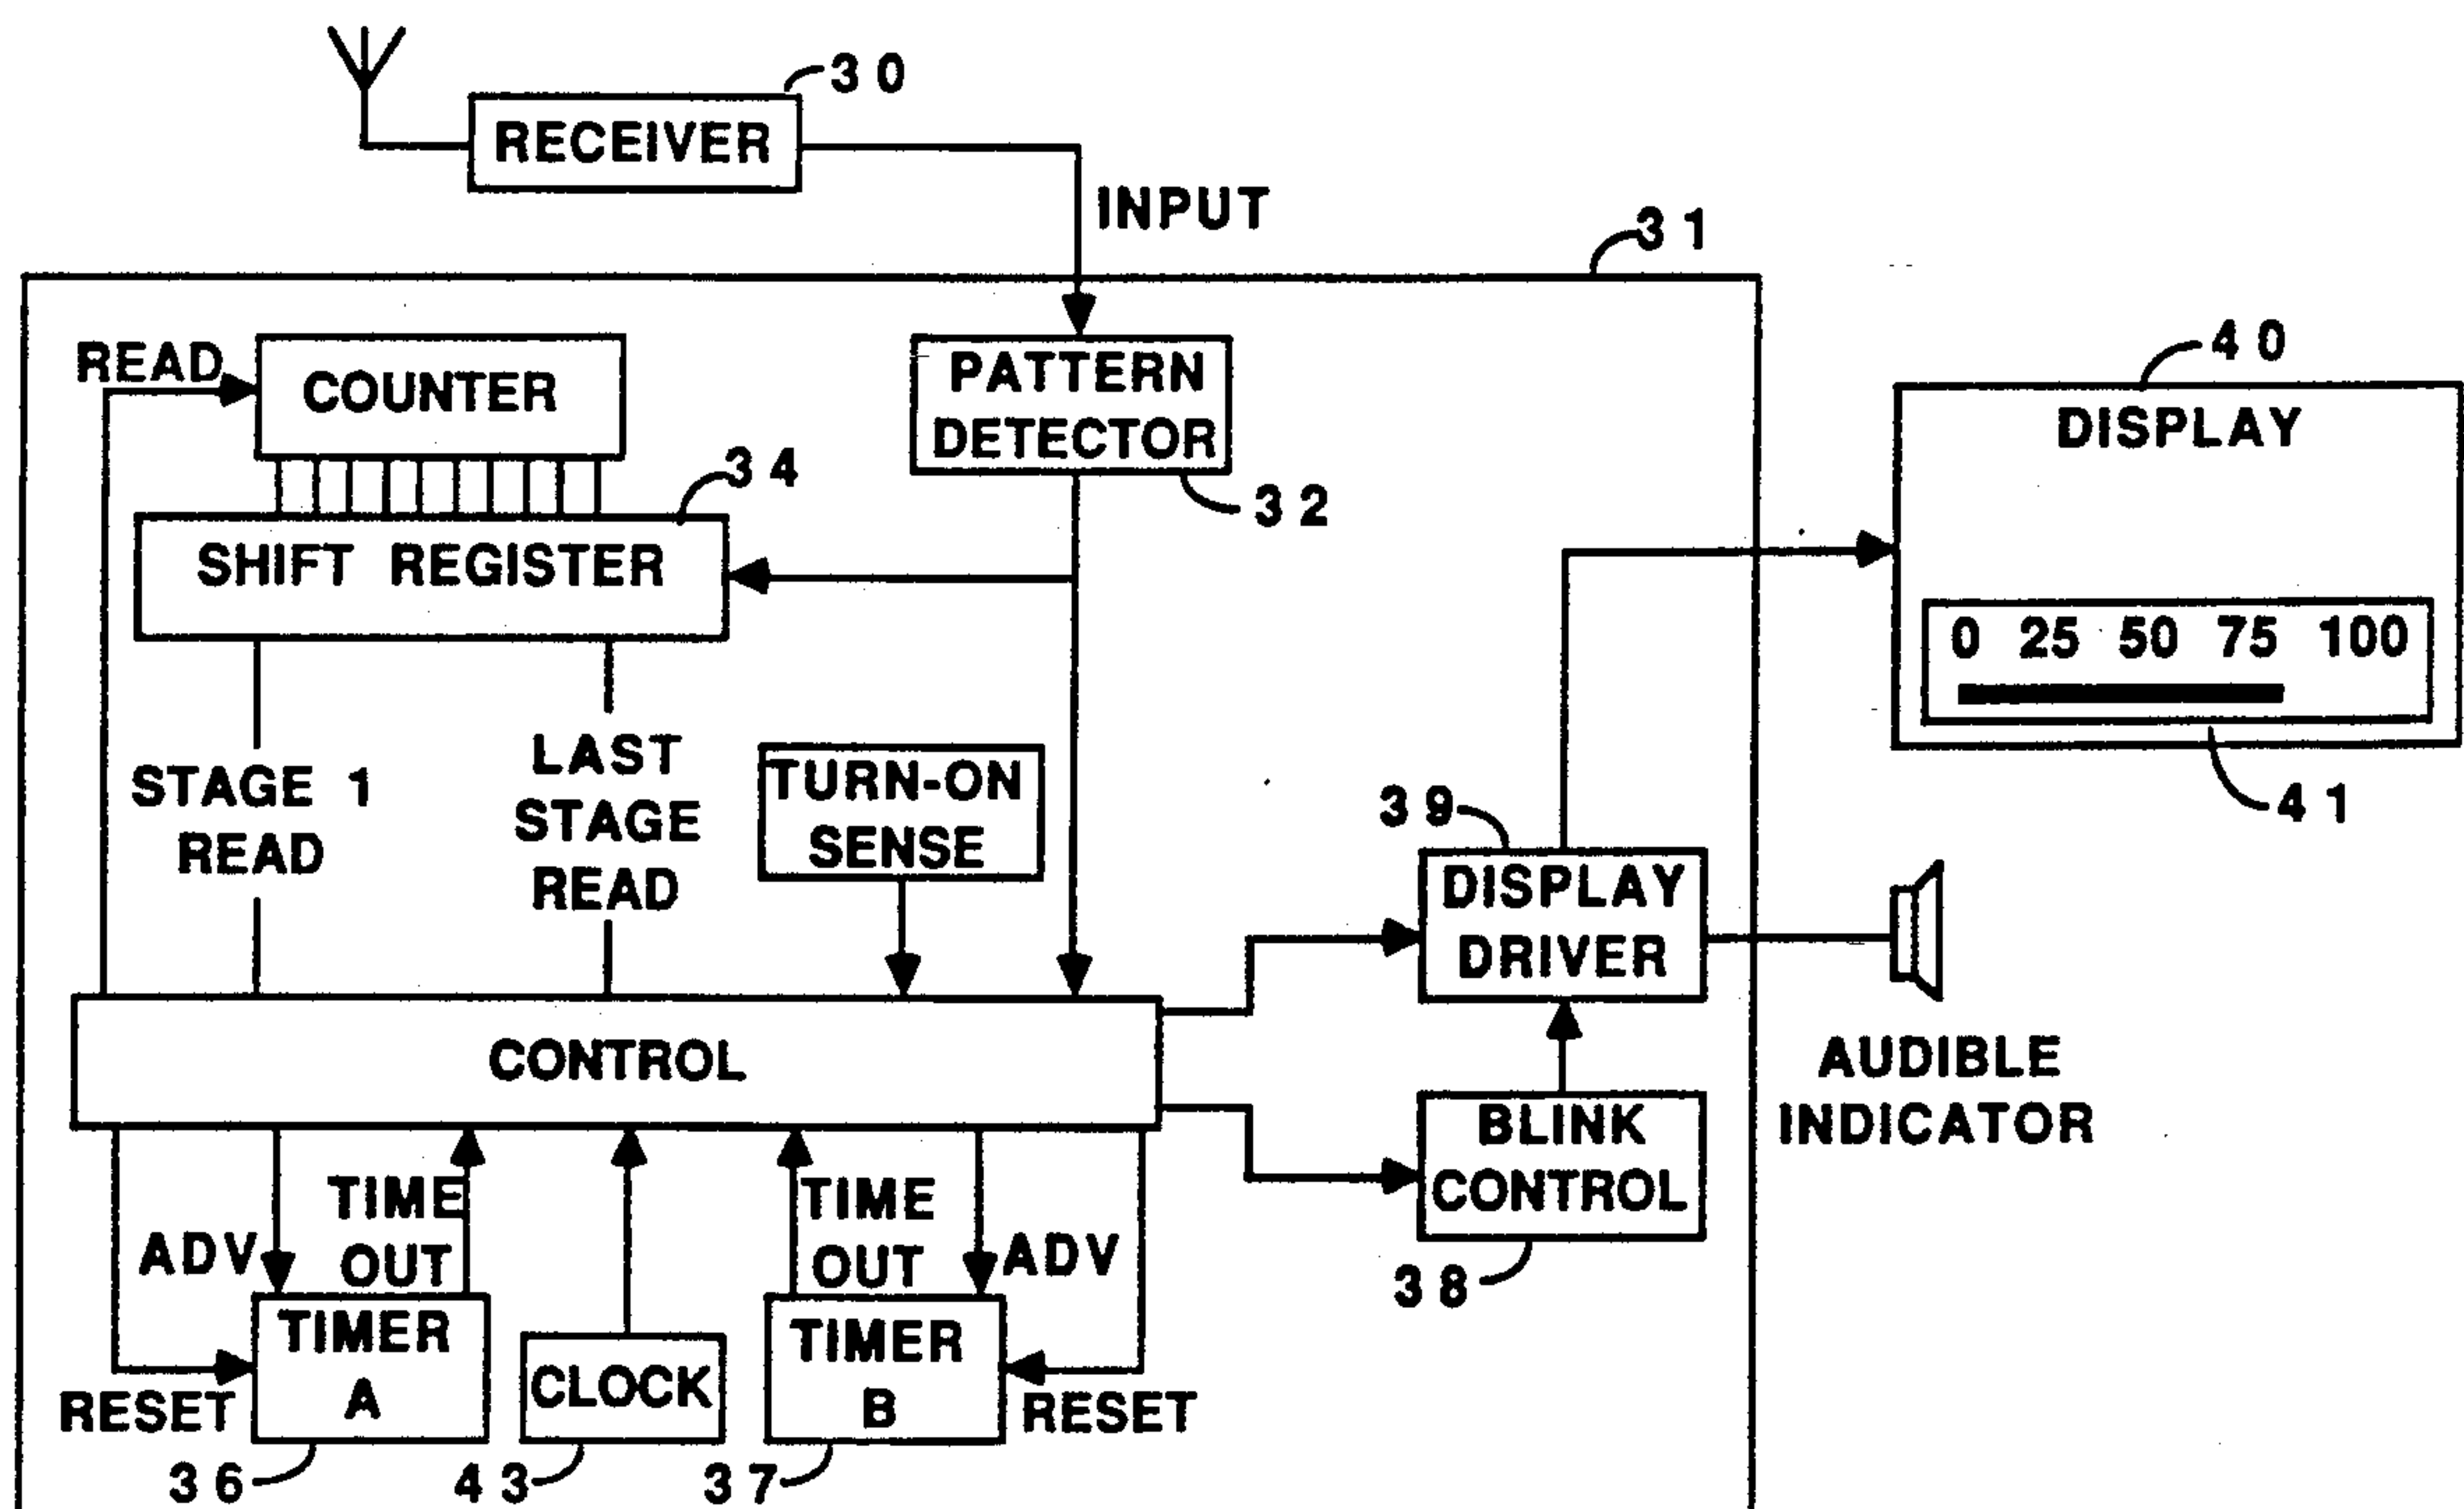 30
RECEIVER
INPUT
31
READ
COUNTER
PATTERN
DETECTOR
32
34
SHIFT REGISTER
40
DISPLAY
0 25 50 75 100
41
STAGE 1
READ
LAST
STAGE
READ
TURN-ON
SENSE
39
DISPLAY
DRIVER
AUDIBLE
INDICATOR
CONTROL
BLINK
CONTROL
38
ADV
TIME
OUT
TIME
OUT
ADV
TIMER
A
CLOCK
TIMER
B
RESET
RESET
36
43
37